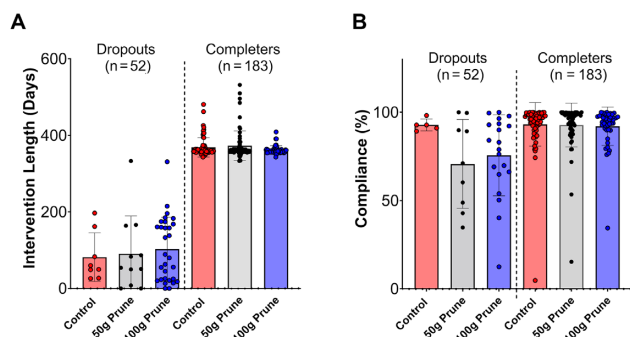 A
Dropouts
(n = 52)
Completers
(n = 183)
Intervention Length (Days)
600
400
200
0
Control
50g Prune
100g Prune
Control
50g Prune
100g Prune
B
Dropouts
(n = 52)
Completers
(n = 183)
Compliance (%)
100
50
0
Control
50g Prune
100g Prune
Control
50g Prune
100g Prune